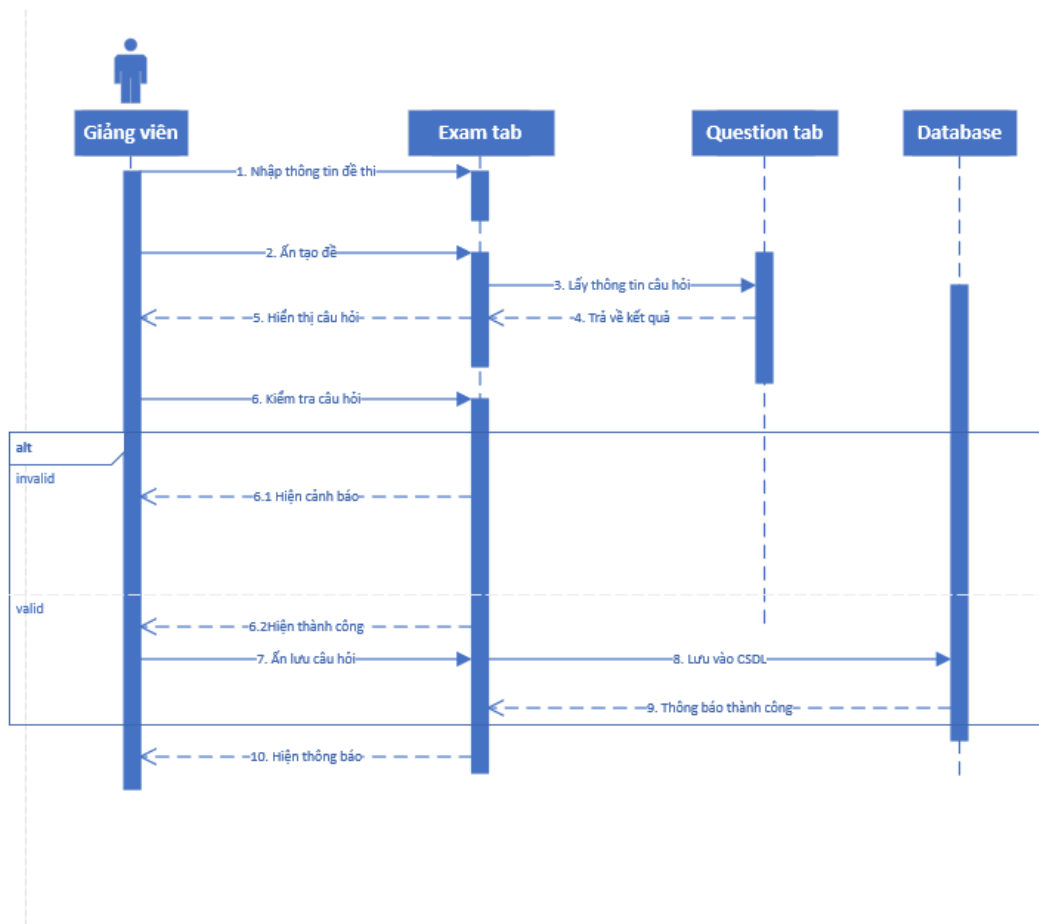 Giảng viên
Exam tab
Question tab
Database
1. Nhập thông tin đề thi
2. Ấn tạo đề
3. Lấy thông tin câu hỏi
5. Hiển thị câu hỏi
4. Trả về kết quả
6. Kiểm tra câu hỏi
alt
invalid
6.1 Hiện cảnh báo
valid
6.2Hiện thành công
7. Ấn lưu câu hỏi
8. Lưu vào CSDL
9. Thông báo thành công
10. Hiện thông báo